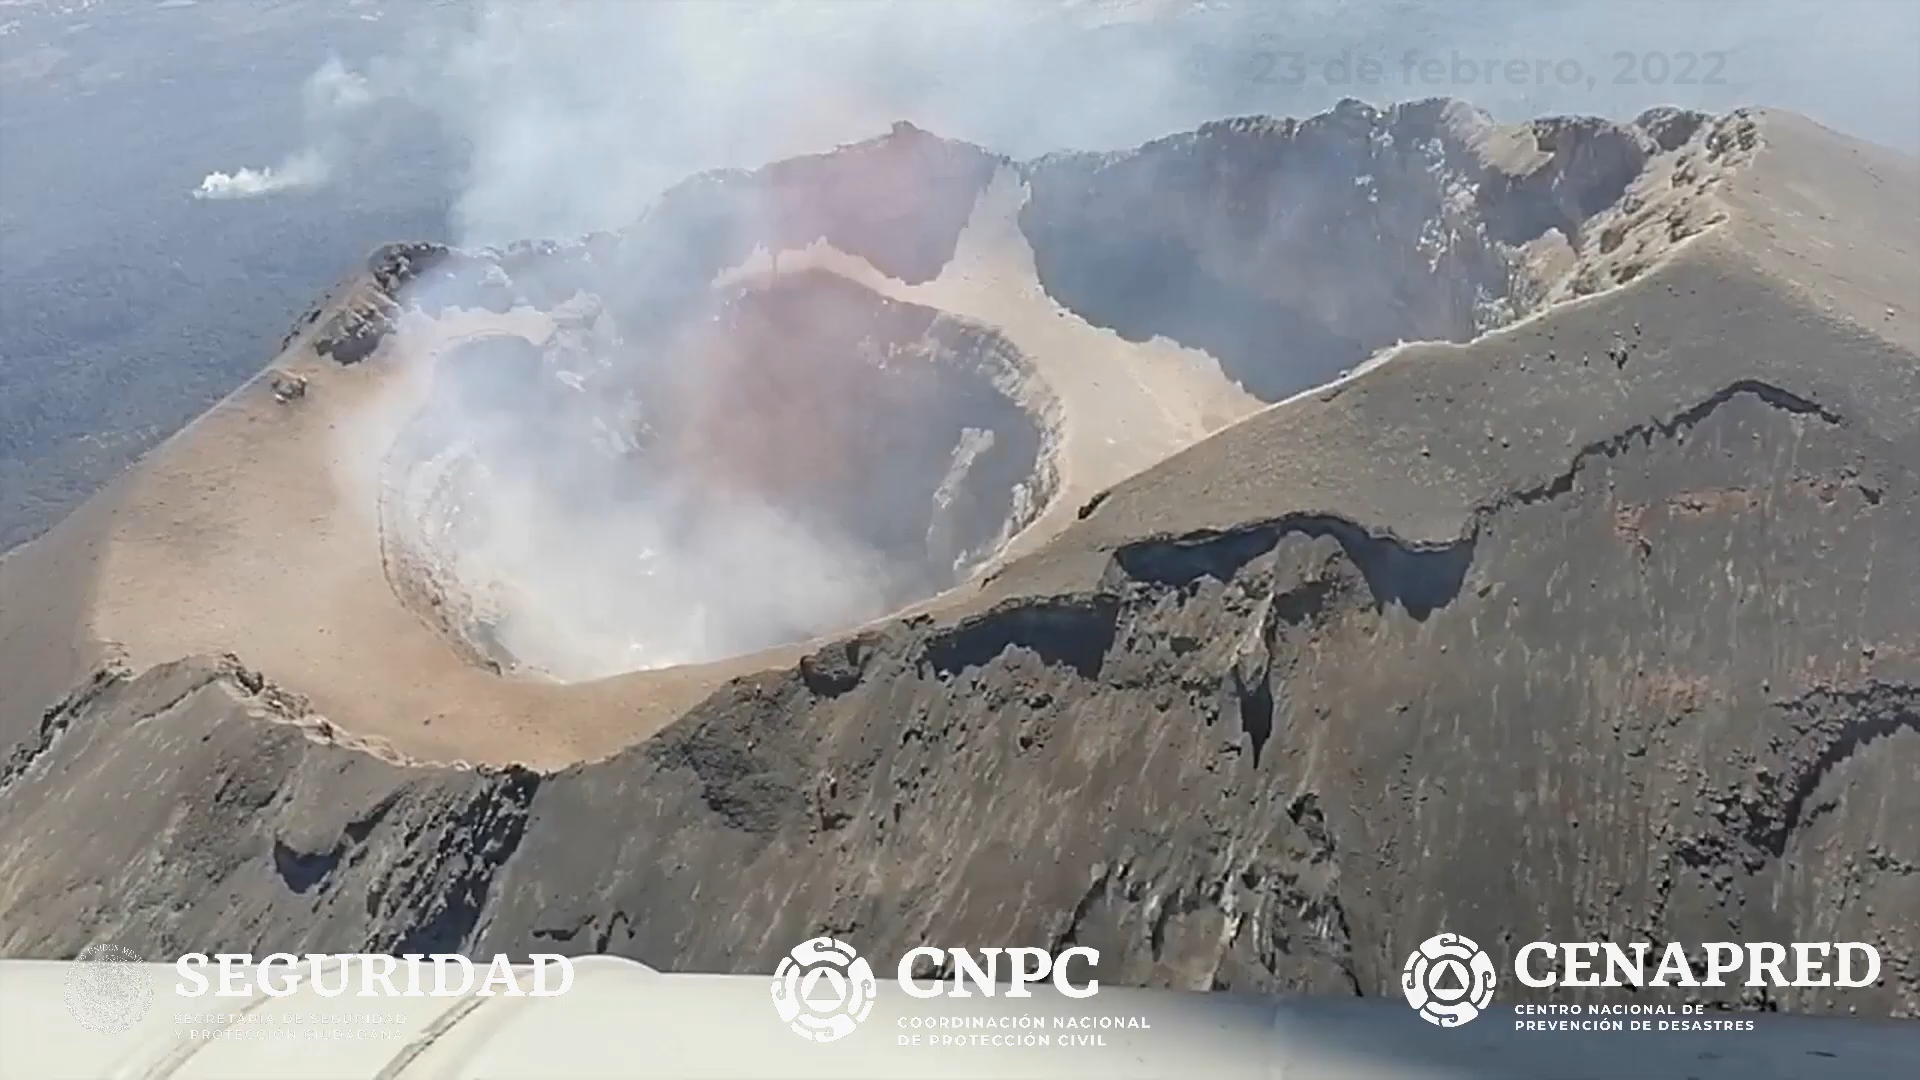 23 de febrero, 2022
SEGURIDAD
SECRETARÍA DE SEGURIDAD
Y PROTECCIÓN CIUDADANA
CNPC
COORDINACIÓN NACIONAL
DE PROTECCIÓN CIVIL
CENAPRED
CENTRO NACIONAL DE
PREVENCIÓN DE DESASTRES